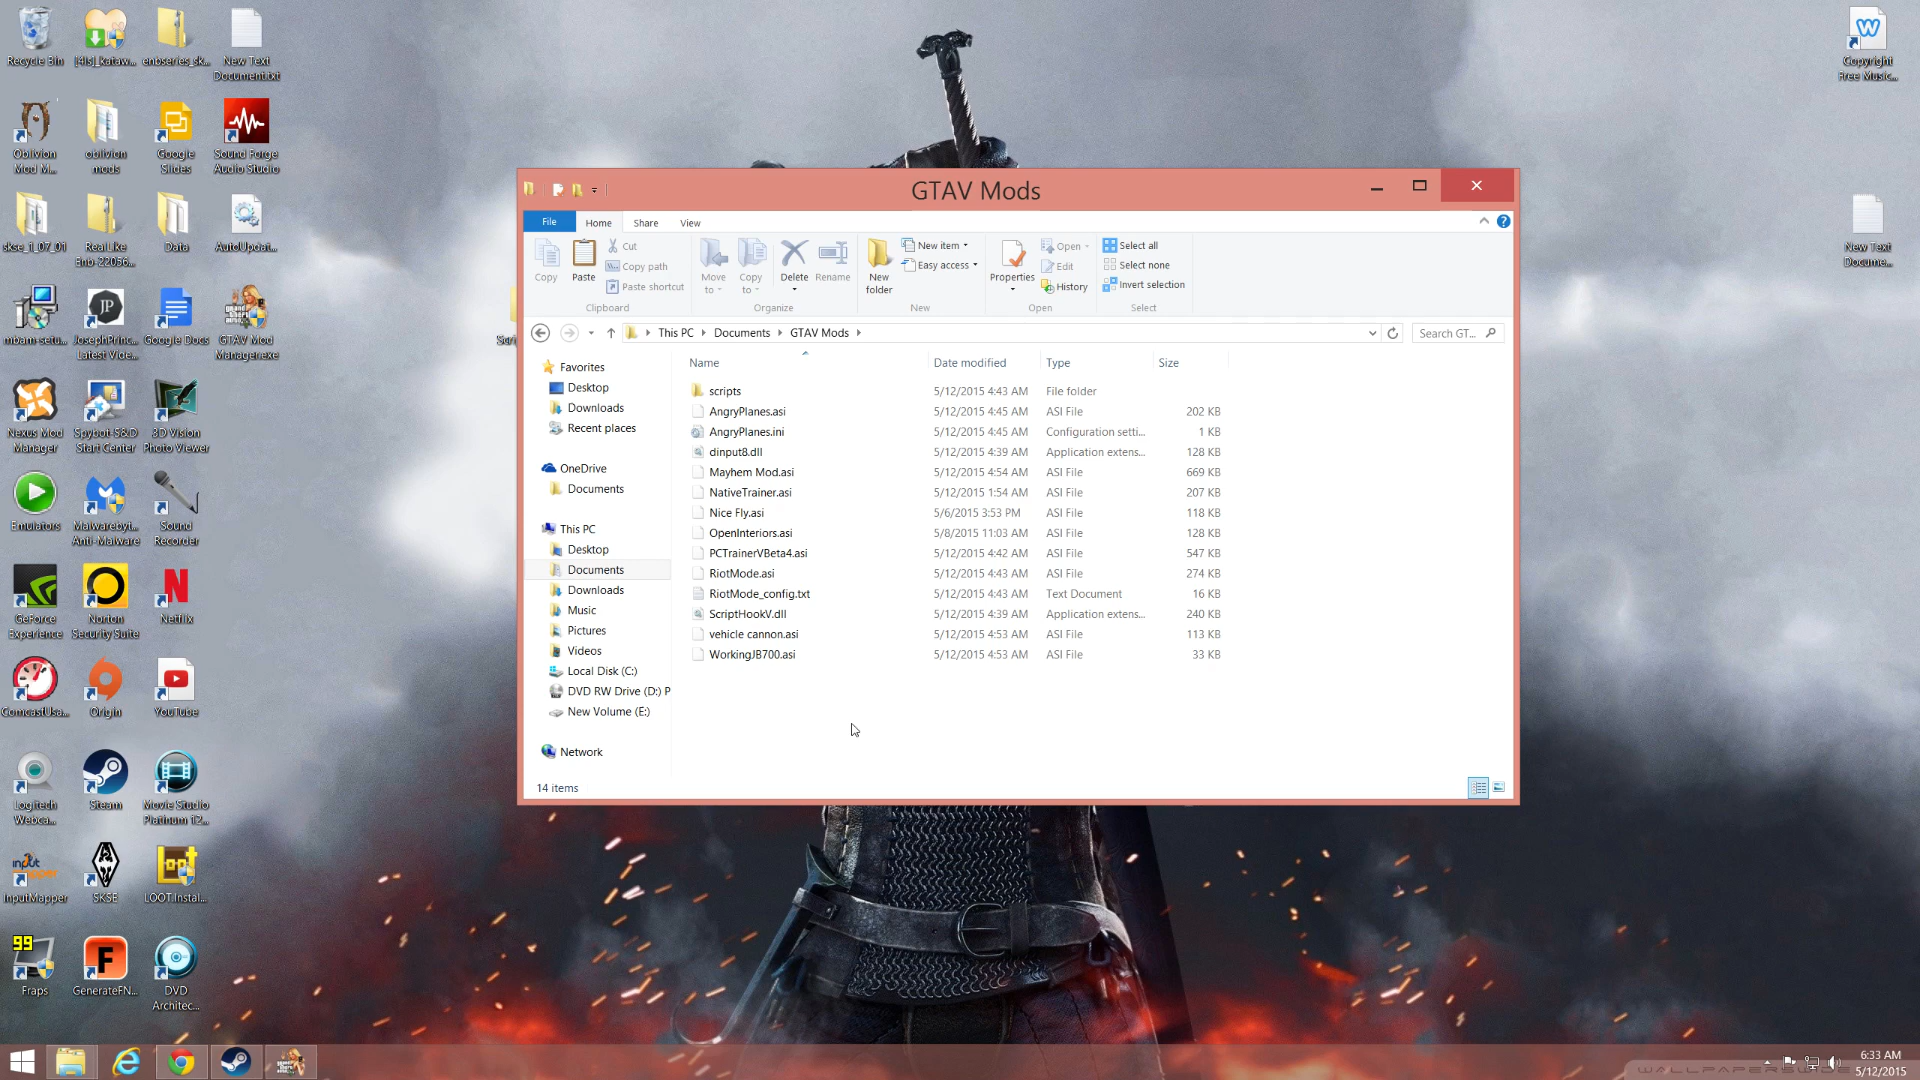 Recycle Bin
[4ls]_kataw...
enbseries_sk...
New Text
Document.txt
Copyright
Free Music...
Oblivion
Mod M...
oblivion
mods
Google
Slides
Sound Forge
Audio Studio
skse_1_07_01
RealLike
Enb-22056...
Data
AutoUpdat...
New Text
Docume...
mbam-setu...
JosephPrinc...
Latest Vide...
Google Docs
GTAV Mod
Manager.exe
Nexus Mod
Manager
Spybot-S&D
Start Center
3D Vision
Photo Viewer
Emulators
Malwarebyt...
Anti-Malware
Sound
Recorder
GeForce
Experience
Norton
Security Suite
Netflix
ComcastUsa...
Origin
YouTube
Logitech
Webca...
Steam
Movie Studio
Platinum 12...
InputMapper
SKSE
LOOT.Instal...
Fraps
GenerateFN...
DVD
Architec...
GTAV Mods
File Home Share View
Copy
Paste
Cut
Copy path
Paste shortcut
Clipboard
Move
to
Copy
to
Delete
Rename
Organize
New
folder
New item
Easy access
New
Properties
Open
Edit
History
Open
Select all
Select none
Invert selection
Select
This PC Documents GTAV Mods
Search GT...
Favorites
Desktop
Downloads
Recent places
OneDrive
Documents
This PC
Desktop
Documents
Downloads
Music
Pictures
Videos
Local Disk (C:)
DVD RW Drive (D:) P
New Volume (E:)
Network
Name Date modified Type Size
scripts 5/12/2015 4:43 AM File folder
AngryPlanes.asi 5/12/2015 4:45 AM ASI File 202 KB
AngryPlanes.ini 5/12/2015 4:45 AM Configuration setti... 1 KB
dinput8.dll 5/12/2015 4:39 AM Application extens... 128 KB
Mayhem Mod.asi 5/12/2015 4:54 AM ASI File 669 KB
NativeTrainer.asi 5/12/2015 1:54 AM ASI File 207 KB
Nice Fly.asi 5/6/2015 3:53 PM ASI File 118 KB
OpenInteriors.asi 5/8/2015 11:03 AM ASI File 128 KB
PCTrainerVBeta4.asi 5/12/2015 4:42 AM ASI File 547 KB
RiotMode.asi 5/12/2015 4:43 AM ASI File 274 KB
RiotMode_config.txt 5/12/2015 4:43 AM Text Document 16 KB
ScriptHookV.dll 5/12/2015 4:39 AM Application extens... 240 KB
vehicle cannon.asi 5/12/2015 4:53 AM ASI File 113 KB
WorkingJB700.asi 5/12/2015 4:53 AM ASI File 33 KB
14 items
6:33 AM
5/12/2015